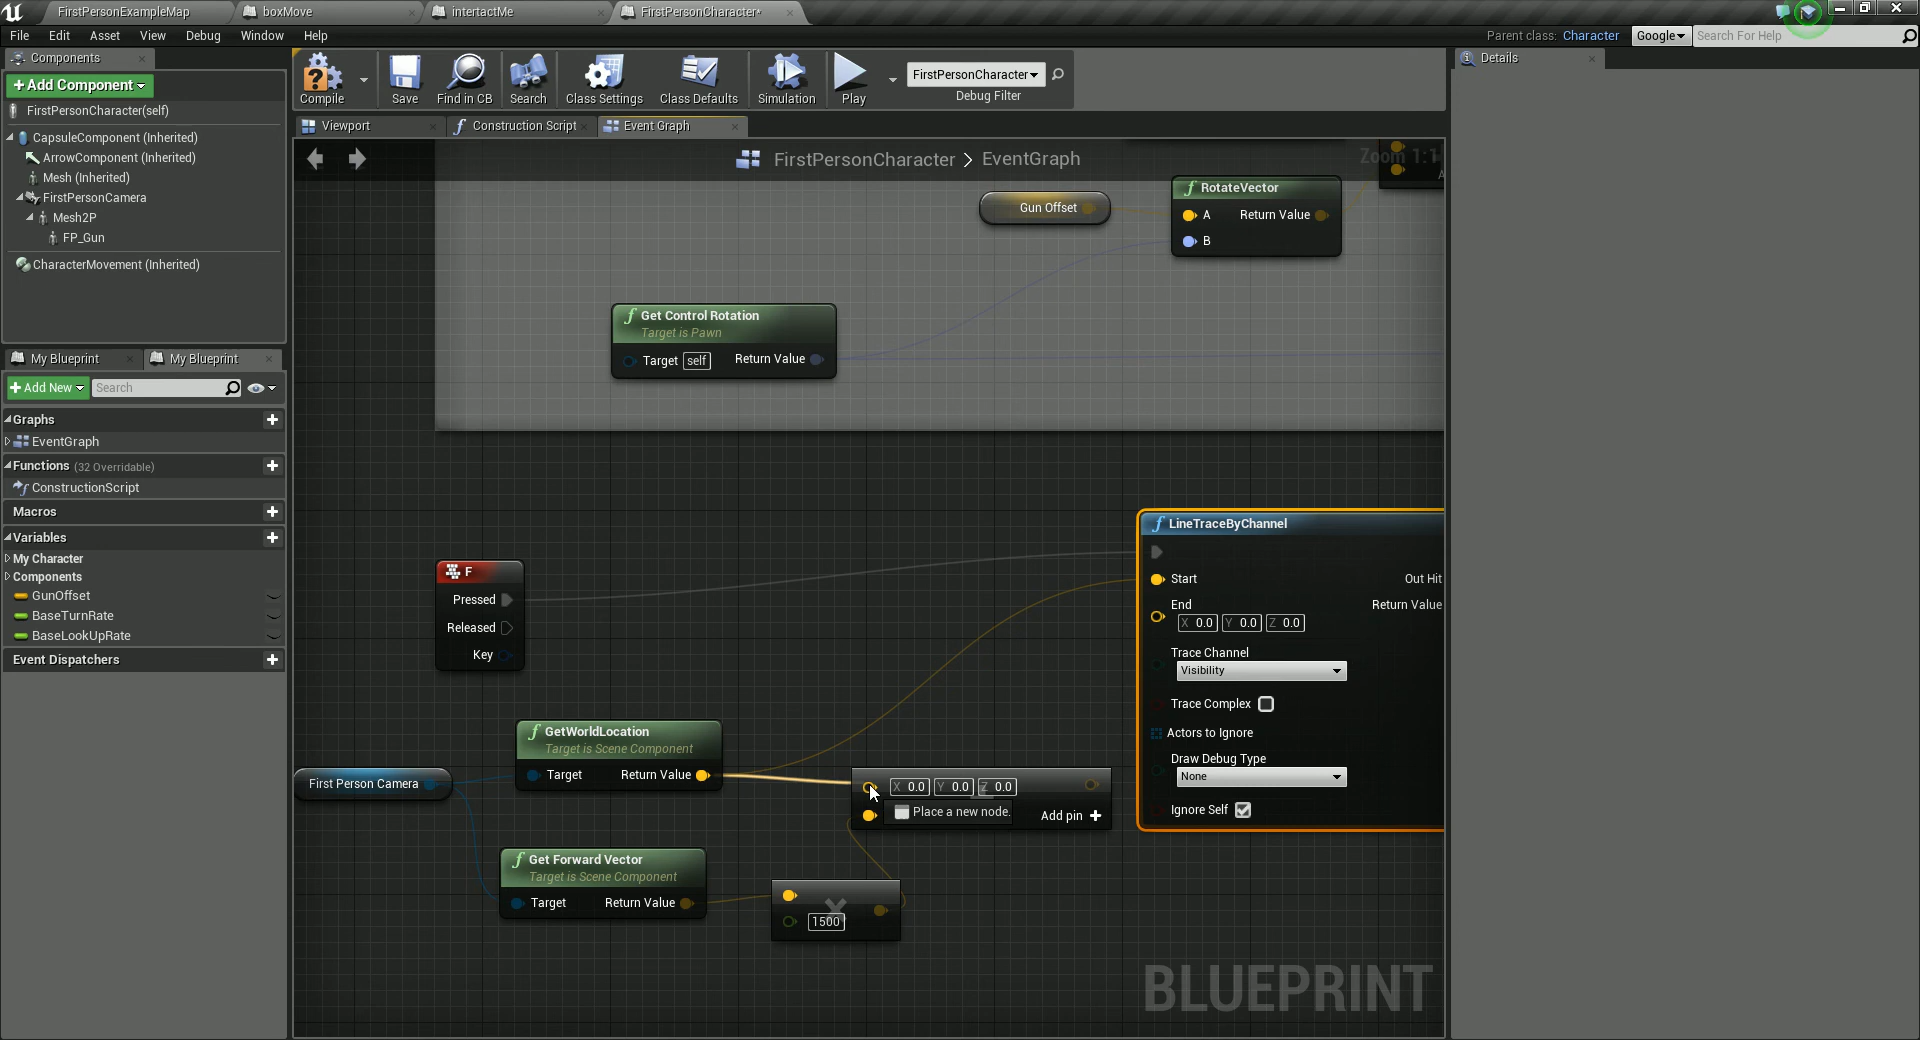 FirstPersonExampleMap
boxMove
intertactMe
FirstPersonCharacter*
File Edit Asset View Debug Window Help
Parent class: Character
Google
Search For Help
Components
Add Component
FirstPersonCharacter(self)
CapsuleComponent (Inherited)
ArrowComponent (Inherited)
Mesh (Inherited)
FirstPersonCamera
Mesh2P
FP_Gun
CharacterMovement (Inherited)
My Blueprint
My Blueprint
Add New
Search
Graphs
EventGraph
Functions (32 Overridable)
ConstructionScript
Macros
Variables
My Character
Components
GunOffset
BaseTurnRate
BaseLookUpRate
Event Dispatchers
Compile
Save
Find in CB
Search
Class Settings
Class Defaults
Simulation
Play
FirstPersonCharacter
Debug Filter
Viewport
Construction Script
Event Graph
FirstPersonCharacter > EventGraph
Zoom 1:1
Gun Offset
RotateVector
A Return Value
B
Get Control Rotation
Target is Pawn
Target self Return Value
F
Pressed
Released
Key
LineTraceByChannel
Start Out Hit
End Return Value
X 0.0 Y 0.0 Z 0.0
Trace Channel
Visibility
Trace Complex
Actors to Ignore
Draw Debug Type
None
Ignore Self
GetWorldLocation
Target is Scene Component
Target Return Value
First Person Camera
X 0.0 Y 0.0 Z 0.0
Place a new node.
Add pin
Get Forward Vector
Target is Scene Component
Target Return Value
1500
BLUEPRINT
Details